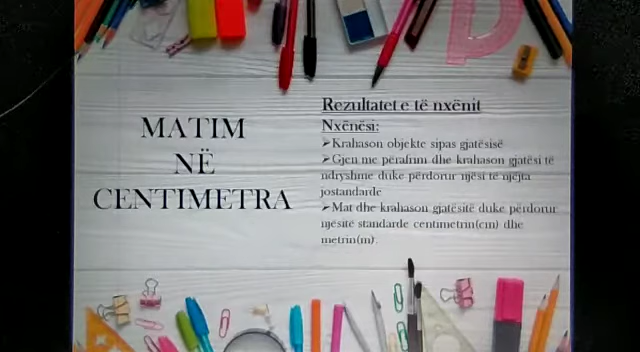 MATIM
NË
CENTIMETRA
Rezultatet e të nxënit
Nxënësi:
➢Krahason objekte sipas gjatësisë
➢Gjen me përafrim dhe krahason gjatësi të
ndryshme duke përdorur njësi të njëjta
jostandarde
➢Mat dhe krahason gjatësitë duke përdorur
njësitë standarde centimetrin(cm) dhe
metrin(m).